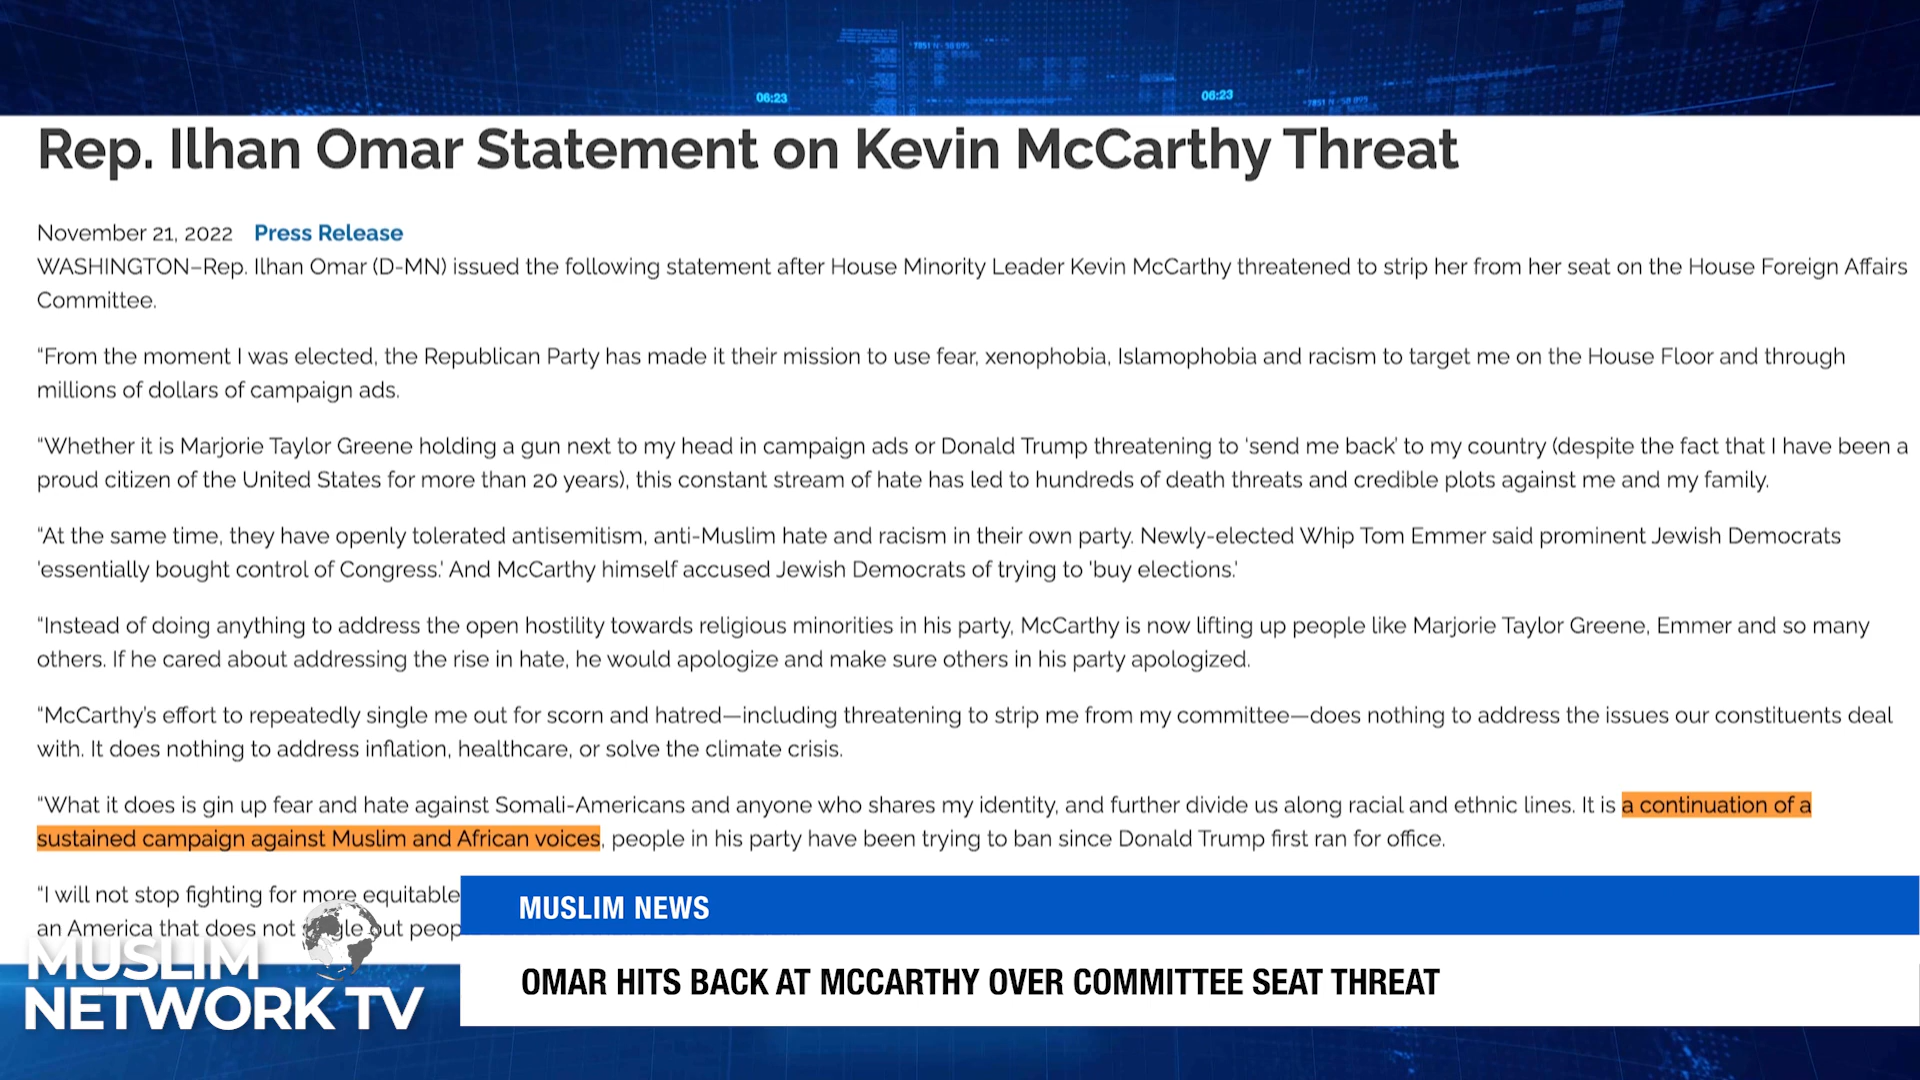 7851 N - 98 695
06:23
06:23
Rep. Ilhan Omar Statement on Kevin McCarthy Threat
November 21, 2022 Press Release
WASHINGTON–Rep. Ilhan Omar (D-MN) issued the following statement after House Minority Leader Kevin McCarthy threatened to strip her from her seat on the House Foreign Affairs
Committee.
“From the moment I was elected, the Republican Party has made it their mission to use fear, xenophobia, Islamophobia and racism to target me on the House Floor and through
millions of dollars of campaign ads.
“Whether it is Marjorie Taylor Greene holding a gun next to my head in campaign ads or Donald Trump threatening to ‘send me back’ to my country (despite the fact that I have been a
proud citizen of the United States for more than 20 years), this constant stream of hate has led to hundreds of death threats and credible plots against me and my family.
“At the same time, they have openly tolerated antisemitism, anti-Muslim hate and racism in their own party. Newly-elected Whip Tom Emmer said prominent Jewish Democrats
'essentially bought control of Congress.' And McCarthy himself accused Jewish Democrats of trying to 'buy elections.'
“Instead of doing anything to address the open hostility towards religious minorities in his party, McCarthy is now lifting up people like Marjorie Taylor Greene, Emmer and so many
others. If he cared about addressing the rise in hate, he would apologize and make sure others in his party apologized.
“McCarthy’s effort to repeatedly single me out for scorn and hatred—including threatening to strip me from my committee—does nothing to address the issues our constituents deal
with. It does nothing to address inflation, healthcare, or solve the climate crisis.
“What it does is gin up fear and hate against Somali-Americans and anyone who shares my identity, and further divide us along racial and ethnic lines. It is a continuation of a
sustained campaign against Muslim and African voices, people in his party have been trying to ban since Donald Trump first ran for office.
“I will not stop fighting for more equitable
an America that does not single out peop
MUSLIM NEWS
OMAR HITS BACK AT MCCARTHY OVER COMMITTEE SEAT THREAT
MUSLIM
NETWORK TV